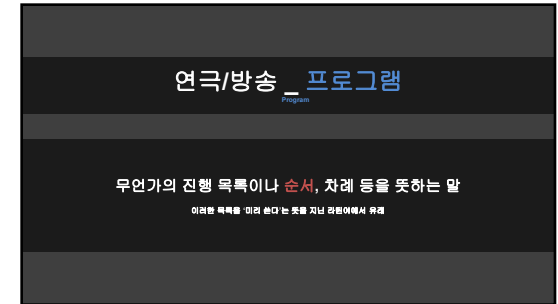 연극/방송 _ 프로그램
Program
무언가의 진행 목록이나 순서, 차례 등을 뜻하는 말
이러한 목록을 '미리 쓴다'는 뜻을 지닌 라틴어에서 유래